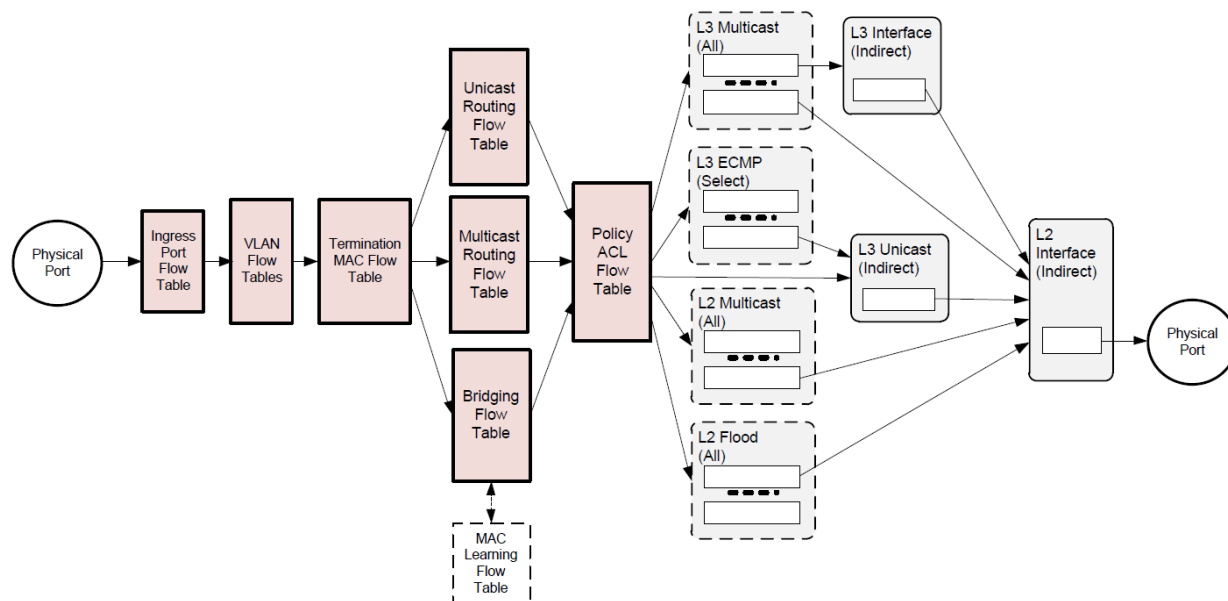 Physical
Port
Ingress
Port
Flow
Table
VLAN
Flow
Tables
Termination
MAC Flow
Table
Unicast
Routing
Flow
Table
Multicast
Routing
Flow
Table
Bridging
Flow
Table
MAC
Learning
Flow
Table
Policy
ACL
Flow
Table
L3 Multicast
(All)
L3 Interface
(Indirect)
L3 ECMP
(Select)
L3 Unicast
(Indirect)
L2 Multicast
(All)
L2 Flood
(All)
L2
Interface
(Indirect)
Physical
Port